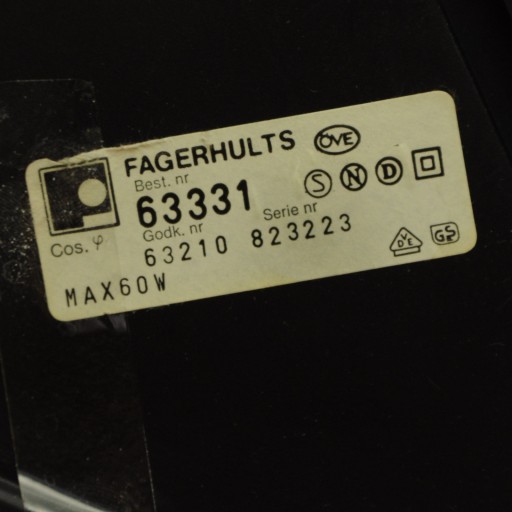 FAGERHULTS ÖVE
Best. nr
63331 S N D
Cos. φ Godk. nr Serie nr
63210 823223 VDE GS
MAX60W